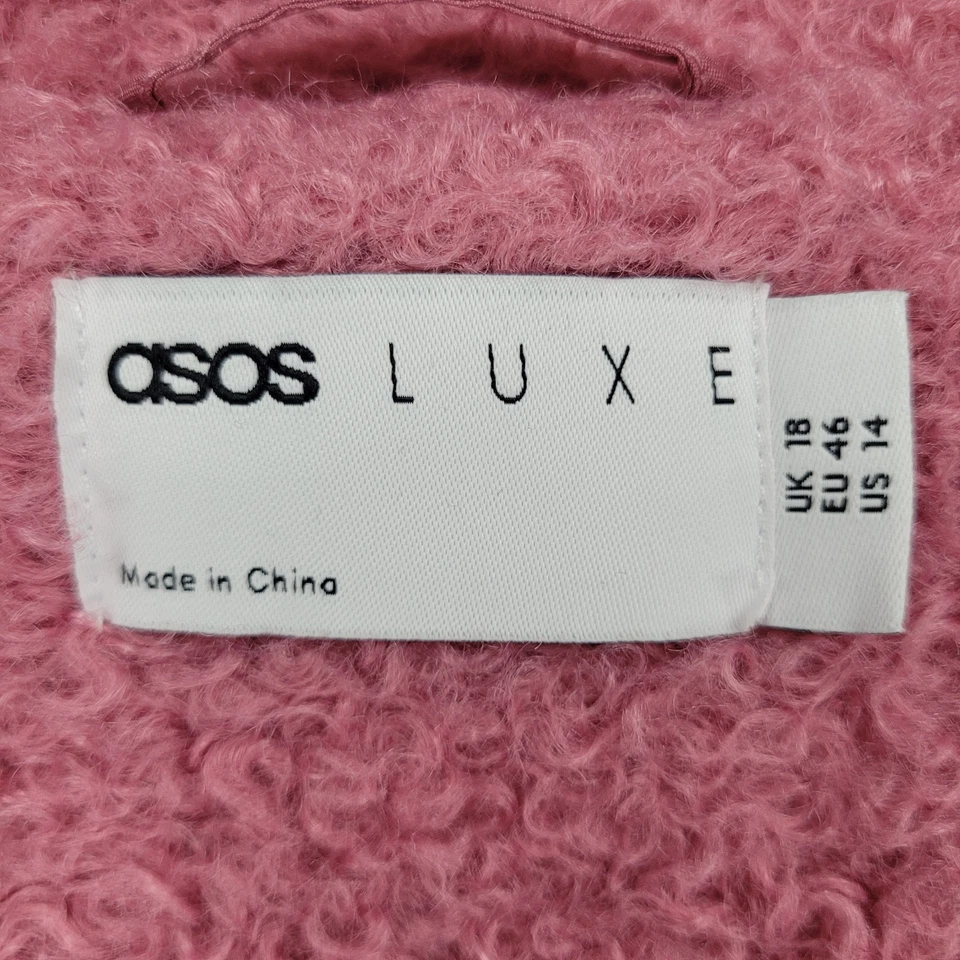 asos LUXE
Made in China
UK 18
EU 46
US 14